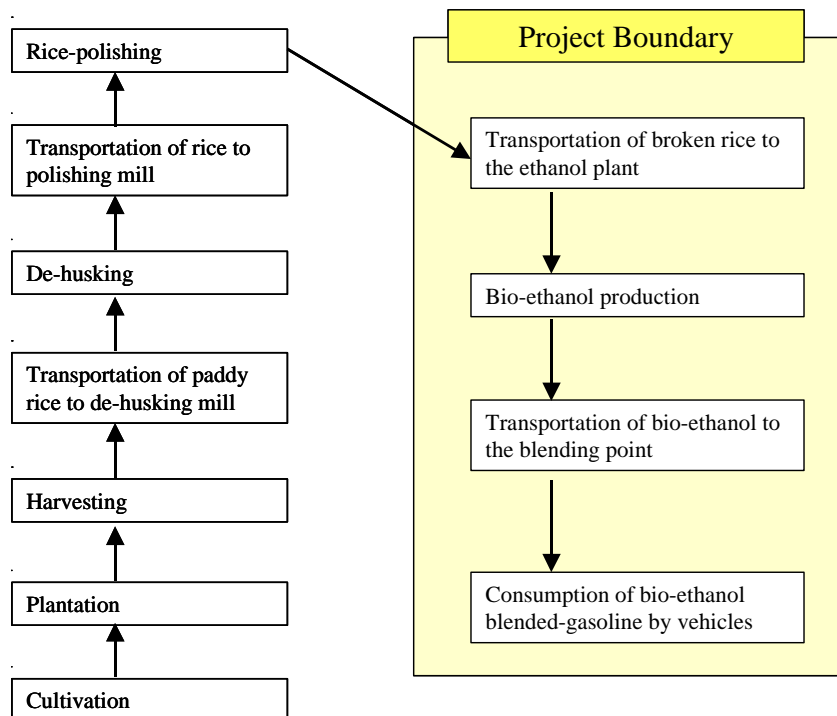 Rice-polishing
Transportation of rice to
polishing mill
De-husking
Transportation of paddy
rice to de-husking mill
Harvesting
Plantation
Cultivation
Project Boundary
Transportation of broken rice to
the ethanol plant
Bio-ethanol production
Transportation of bio-ethanol to
the blending point
Consumption of bio-ethanol
blended-gasoline by vehicles